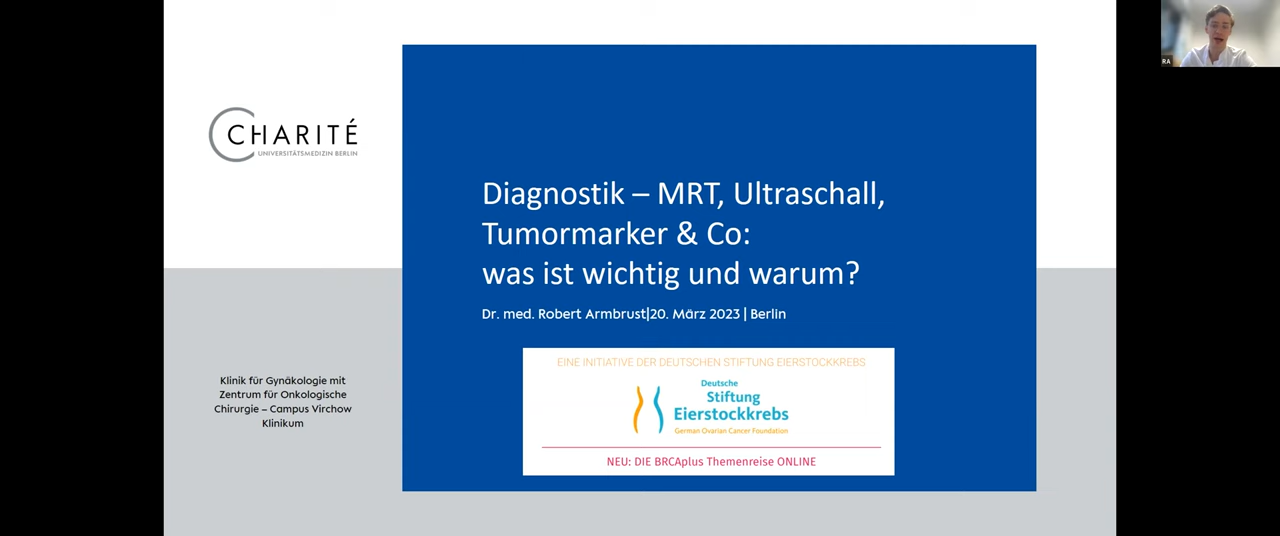 CHARITÉ
UNIVERSITÄTSMEDIZIN BERLIN
Klinik für Gynäkologie mit
Zentrum für Onkologische
Chirurgie – Campus Virchow
Klinikum
Diagnostik – MRT, Ultraschall,
Tumormarker & Co:
was ist wichtig und warum?
Dr. med. Robert Armbrust|20. März 2023 | Berlin
EINE INITIATIVE DER DEUTSCHEN STIFTUNG EIERSTOCKKREBS
Deutsche
Stiftung
Eierstockkrebs
German Ovarian Cancer Foundation
NEU: DIE BRCAplus Themenreise ONLINE
RA